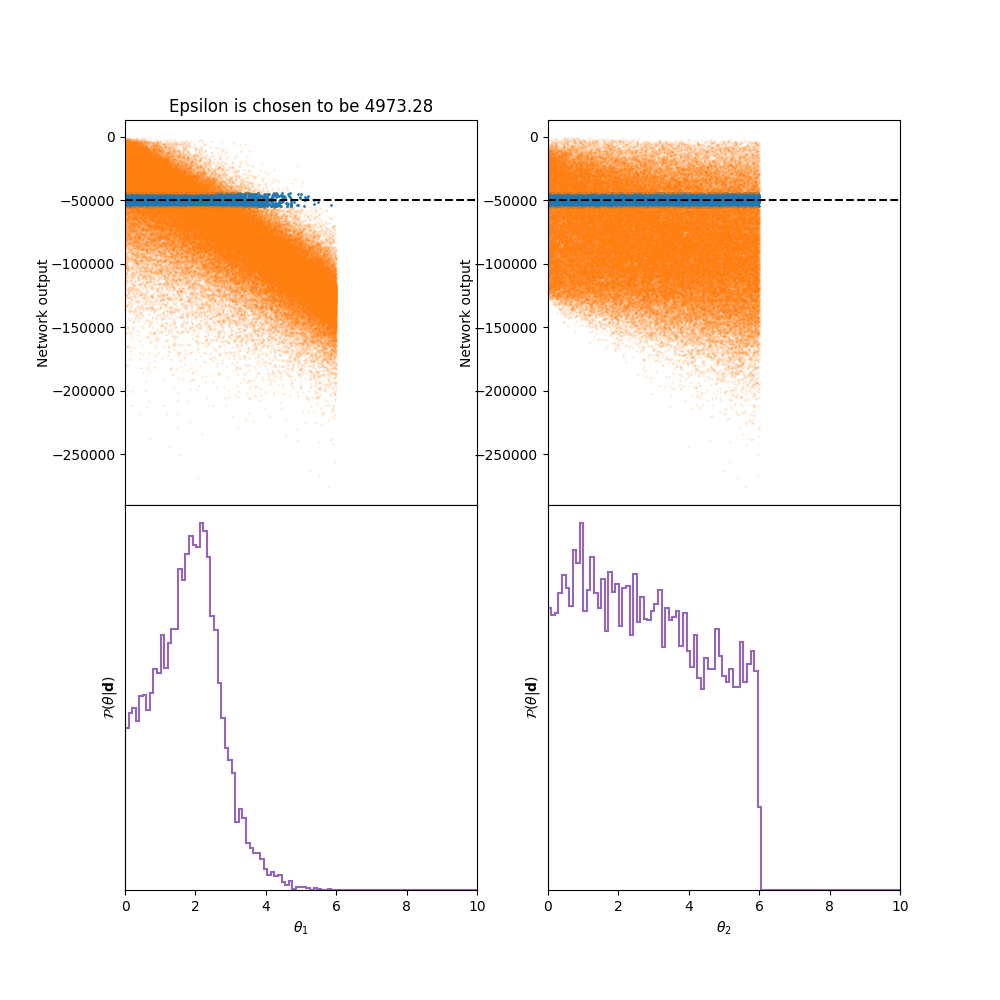 Epsilon is chosen to be 4973.28
0
−50000
−100000
−150000
−200000
−250000
Network output
0
−50000
−100000
−150000
−200000
−250000
Network output
𝒫(θ|𝐝)
0 2 4 6 8 10
θ₁
𝒫(θ|𝐝)
0 2 4 6 8 10
θ₂